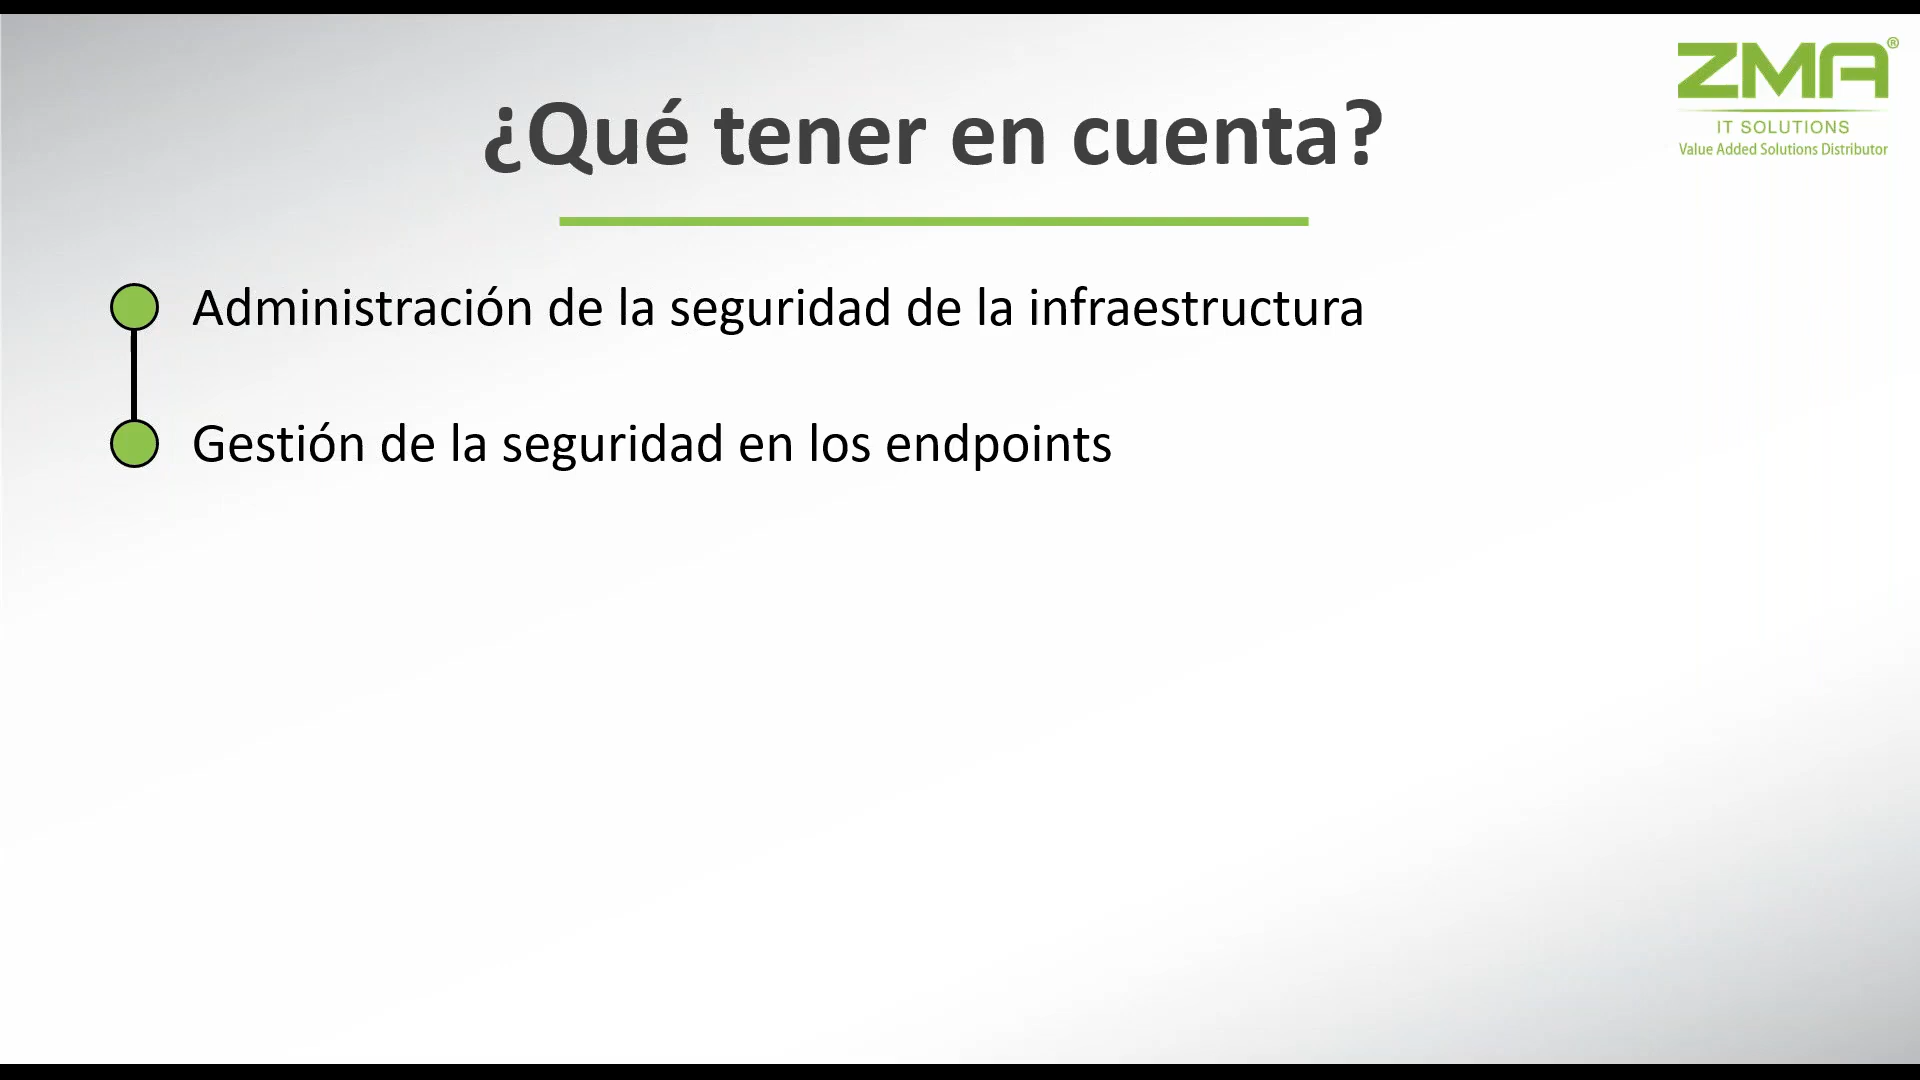 ZMA®
IT SOLUTIONS
Value Added Solutions Distributor
¿Qué tener en cuenta?
Administración de la seguridad de la infraestructura
Gestión de la seguridad en los endpoints